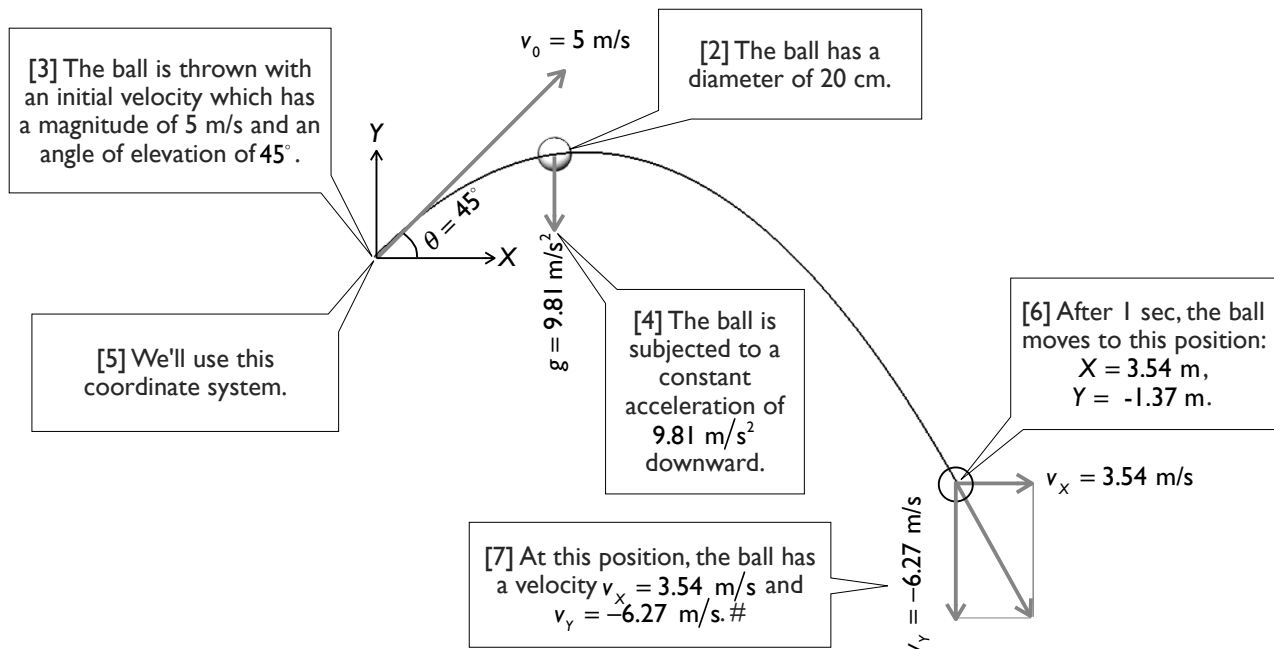 [3] The ball is thrown with
an initial velocity which has
a magnitude of 5 m/s and an
angle of elevation of 45°.
v₀ = 5 m/s
[2] The ball has a
diameter of 20 cm.
Y
θ = 45°
X
g = 9.81 m/s²
[5] We'll use this
coordinate system.
[4] The ball is
subjected to a
constant
acceleration of
9.81 m/s²
downward.
[6] After 1 sec, the ball
moves to this position:
X = 3.54 m,
Y = -1.37 m.
v_X = 3.54 m/s
[7] At this position, the ball has
a velocity v_X = 3.54 m/s and
v_Y = −6.27 m/s.#
v_Y = −6.27 m/s